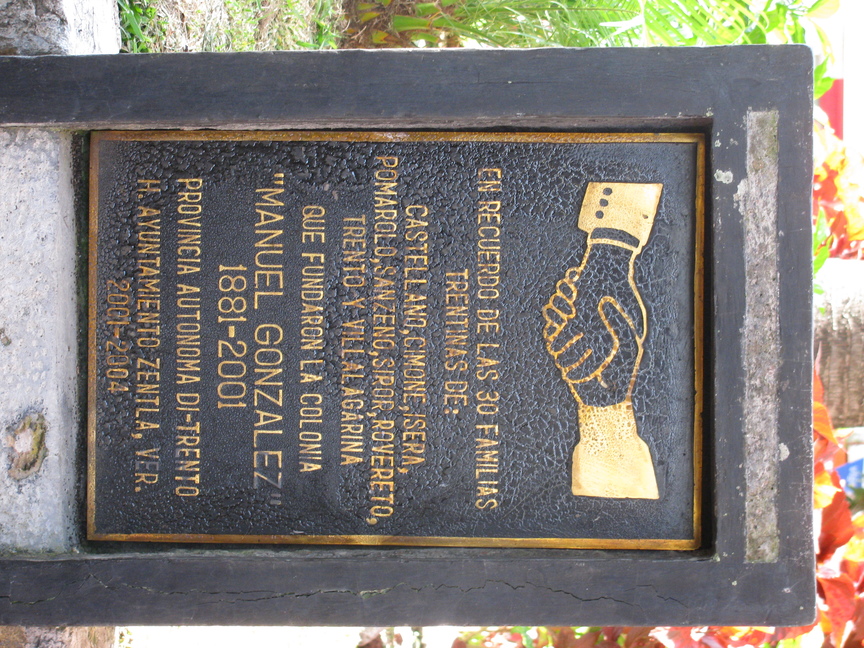 EN RECUERDO DE LAS 30 FAMILIAS
TRENTINAS DE:
CASTELLANO, CIMONE, ISERA,
POMAROLO, SANZENO, SIROR, ROVERETO,
TRENTO Y VILLALAGARINA
QUE FUNDARON LA COLONIA
"MANUEL GONZALEZ"
1881-2001
PROVINCIA AUTONOMA DI-TRENTO
H. AYUNTAMIENTO ZENTLA, VER.
2001-2004